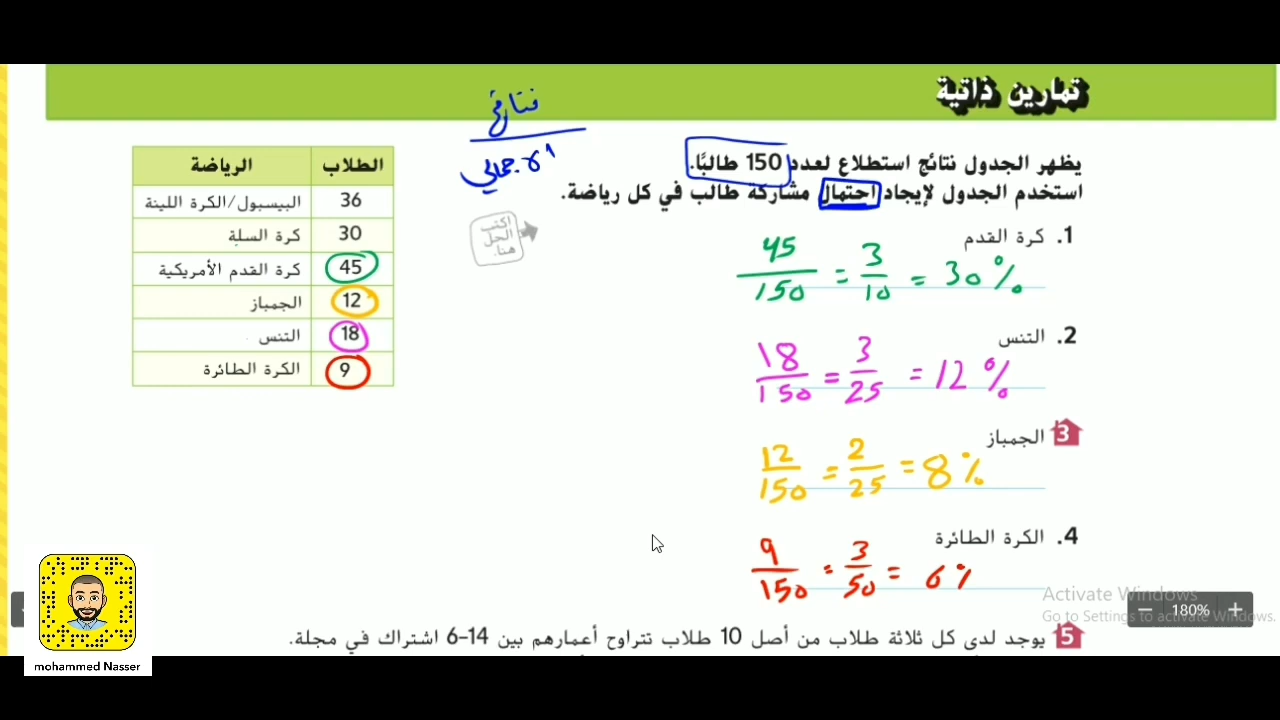 تمارين ذاتية
يظهر الجدول نتائج استطلاع لعدد 150 طالبًا.
استخدم الجدول لإيجاد احتمال مشاركة طالب في كل رياضة.
اكتب
الحل
هنا.
الرياضة الطلاب
البيسبول/الكرة اللينة 36
كرة السلة 30
كرة القدم الأمريكية 45
الجمباز 12
التنس 18
الكرة الطائرة 9
1. كرة القدم
45/150 = 3/10 = 30%
2. التنس
18/150 = 3/25 = 12%
3 الجمباز
12/150 = 2/25 = 8%
4. الكرة الطائرة
9/150 = 3/50 = 6%
5 يوجد لدى كل ثلاثة طلاب من أصل 10 طلاب تتراوح أعمارهم بين 14–6 اشتراك في مجلة.
mohammed Nasser
Activate Windows
Go to Settings to activate Windows.
180%